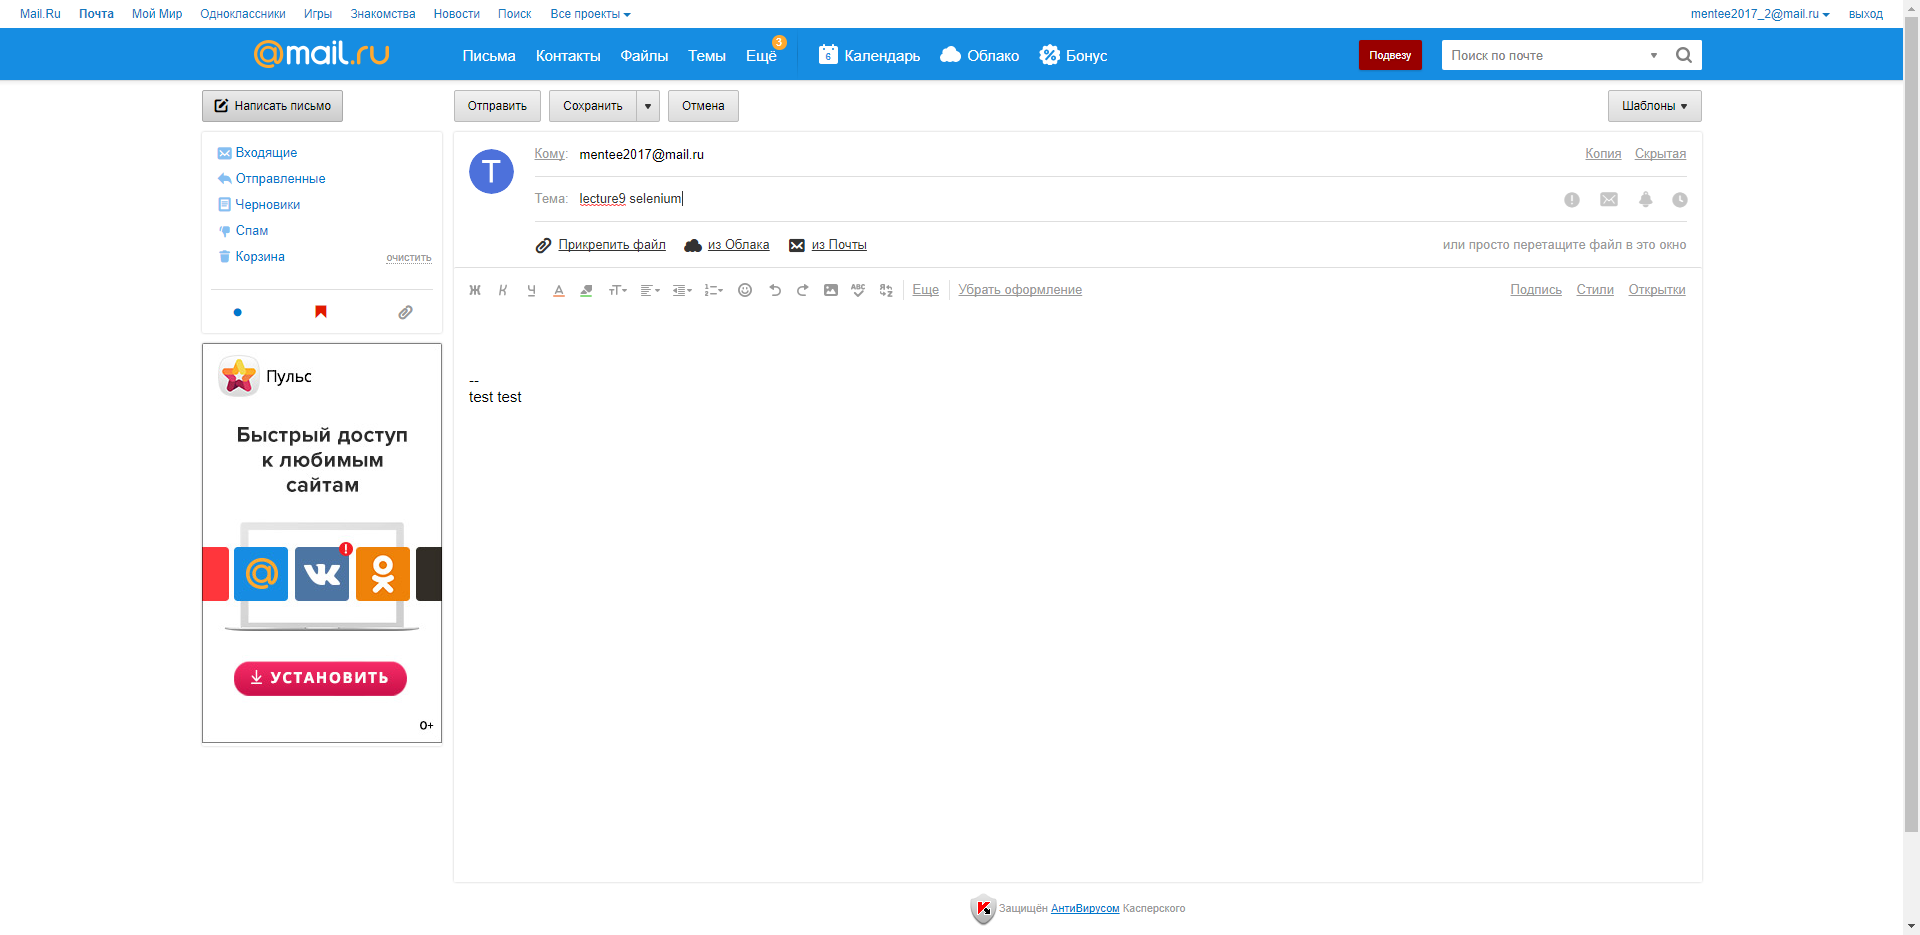 Mail.Ru Почта Мой Мир Одноклассники Игры Знакомства Новости Поиск Все проекты mentee2017_2@mail.ru выход
@mail.ru Письма Контакты Файлы Темы Ещё 3 6 Календарь Облако Бонус Подвезу Поиск по почте
Написать письмо Отправить Сохранить Отмена Шаблоны
Входящие
Отправленные
Черновики
Спам
Корзина очистить
T
Кому: mentee2017@mail.ru Копия Скрытая
Тема: lecture9 selenium
Прикрепить файл из Облака из Почты или просто перетащите файл в это окно
Ж К Ч А тТ ABC Еще Убрать оформление Подпись Стили Открытки
--
test test
Пульс
Быстрый доступ
к любимым
сайтам
@ ! 
УСТАНОВИТЬ
0+
Защищён АнтиВирусом Касперского